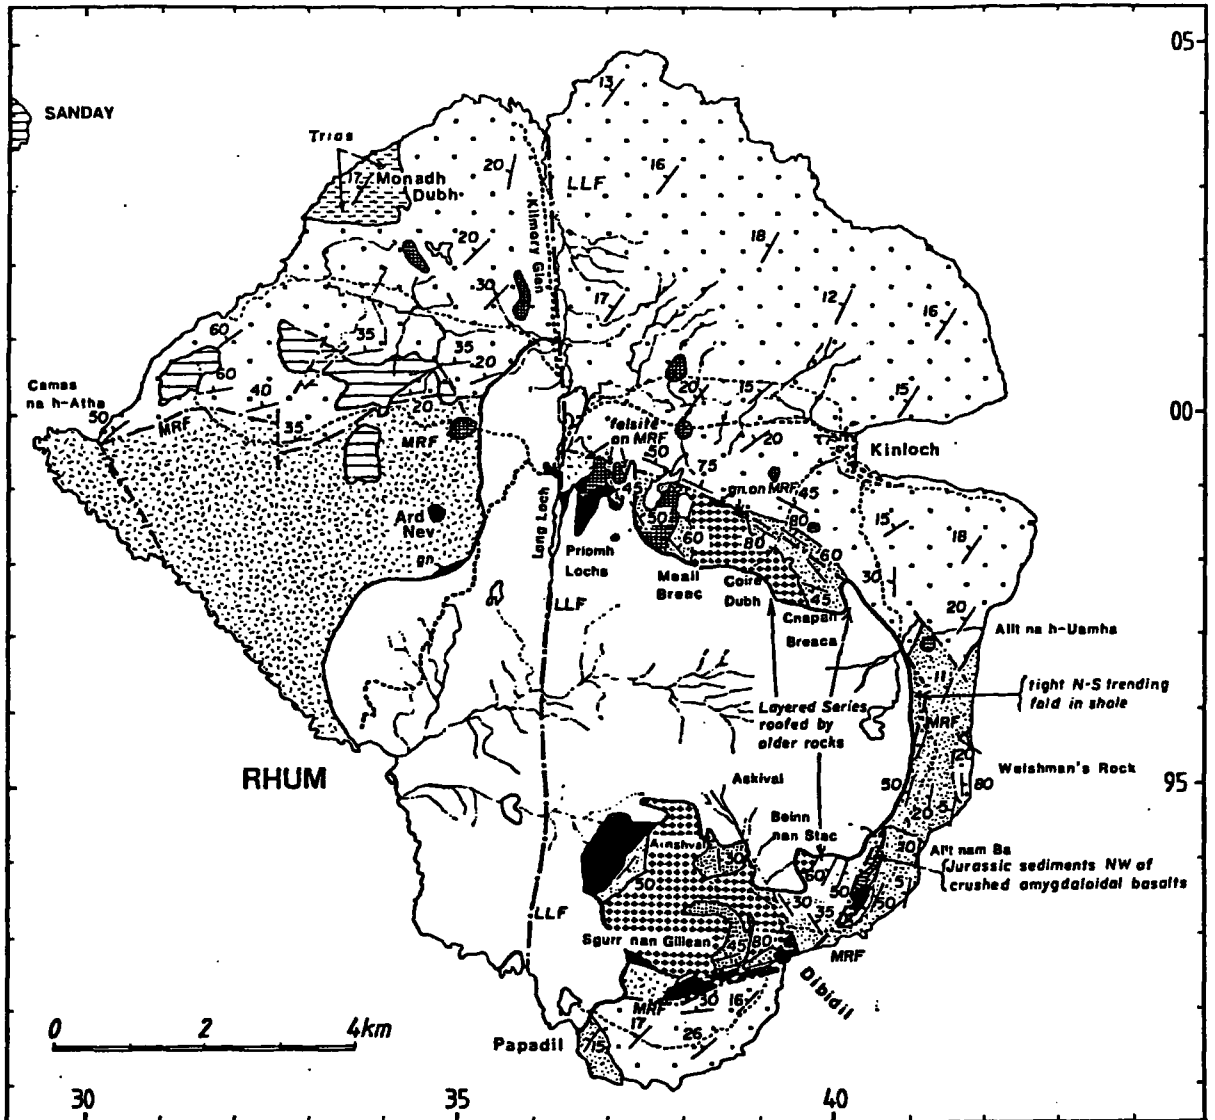 05
SANDAY
13
Trias
17
Monadh
Dubh
20
16
LLF
Kilmory Glen
20
18
30
17
12
16
60
35
35
20
60
40
20
15
15
Camas
na h-Atha
50
MRF
35
20
MRF
felsite
on MRF
50
20
00
Kinloch
75
45
gn. on MRF
45
50
80
15
18
Ard
Nev
gn.
Long Loch
Priomh
Lochs
60
80
60
Meall
Breac
Coire
Dubh
45
30
LLF
Cnapan
Breaca
20
Allt na h-Uamha
11
tight N-S trending
fold in shale
Layered Series
roofed by
older rocks
MRF
RHUM
Askival
20
Welshman's Rock
80
50
95
20
5
Beinn
nan Stac
Ainshval
30
30
Allt nam Ba
Jurassic sediments NW of
crushed amygdaloidal basalts
60
50
50
5
30
50
35
LLF
Sgurr nan Gillean
45
80
MRF
Dibidil
MRF
30
16
17
26
Papadil
15
0 2 4km
30 35 40